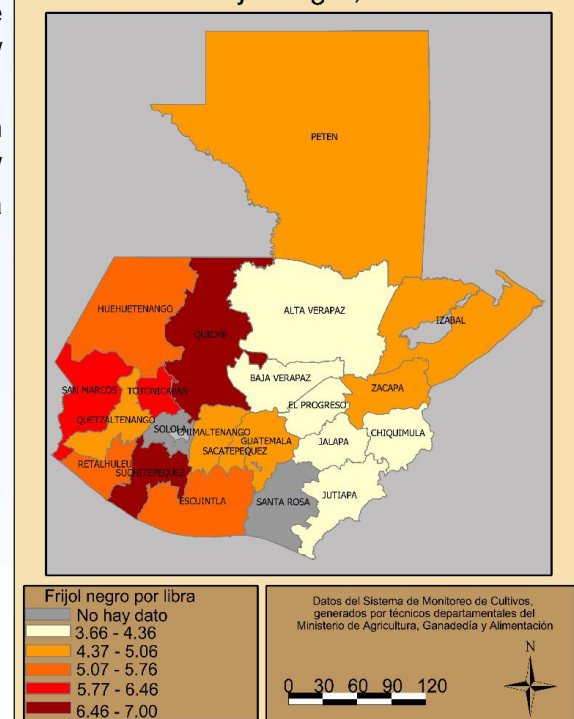 PETEN
HUEHUETENANGO
QUICHE
ALTA VERAPAZ
IZABAL
SAN MARCOS
TOTONICAPAN
BAJA VERAPAZ
ZACAPA
EL PROGRESO
QUETZALTENANGO
SOLOLA
CHIMALTENANGO
GUATEMALA
SACATEPEQUEZ
JALAPA
CHIQUIMULA
RETALHULEU
SUCHITEPEQUEZ
ESCUINTLA
SANTA ROSA
JUTIAPA
Frijol negro por libra
No hay dato
3.66 - 4.36
4.37 - 5.06
5.07 - 5.76
5.77 - 6.46
6.46 - 7.00
Datos del Sistema de Monitoreo de Cultivos,
generados por técnicos departamentales del
Ministerio de Agricultura, Ganadedía y Alimentación
N
0 30 60 90 120